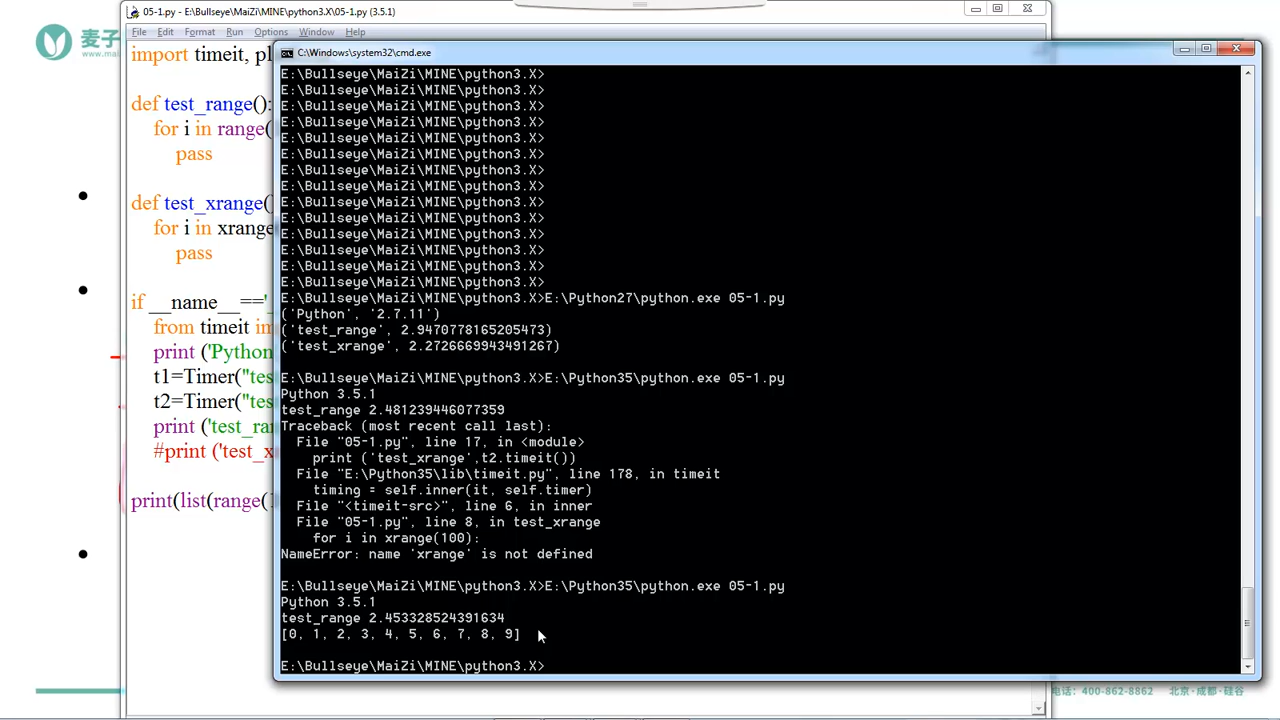 05-1.py - E:\Bullseye\MaiZi\MINE\python3.X\05-1.py (3.5.1)
File Edit Format Run Options Window Help
麦子
www.mai
import timeit, pl
def test_range():
for i in range(
pass
def test_xrange()
for i in xrange
pass
if __name__=='
from timeit im
print ('Python
t1=Timer("tes
t2=Timer("tes
print ('test_ra
#print ('test_x
print(list(range(1
C:\Windows\system32\cmd.exe
E:\Bullseye\MaiZi\MINE\python3.X>
E:\Bullseye\MaiZi\MINE\python3.X>
E:\Bullseye\MaiZi\MINE\python3.X>
E:\Bullseye\MaiZi\MINE\python3.X>
E:\Bullseye\MaiZi\MINE\python3.X>
E:\Bullseye\MaiZi\MINE\python3.X>
E:\Bullseye\MaiZi\MINE\python3.X>
E:\Bullseye\MaiZi\MINE\python3.X>
E:\Bullseye\MaiZi\MINE\python3.X>
E:\Bullseye\MaiZi\MINE\python3.X>
E:\Bullseye\MaiZi\MINE\python3.X>
E:\Bullseye\MaiZi\MINE\python3.X>
E:\Bullseye\MaiZi\MINE\python3.X>
E:\Bullseye\MaiZi\MINE\python3.X>
E:\Bullseye\MaiZi\MINE\python3.X>E:\Python27\python.exe 05-1.py
('Python', '2.7.11')
('test_range', 2.9470778165205473)
('test_xrange', 2.2726669943491267)
E:\Bullseye\MaiZi\MINE\python3.X>E:\Python35\python.exe 05-1.py
Python 3.5.1
test_range 2.481239446077359
Traceback (most recent call last):
File "05-1.py", line 17, in <module>
print ('test_xrange',t2.timeit())
File "E:\Python35\lib\timeit.py", line 178, in timeit
timing = self.inner(it, self.timer)
File "<timeit-src>", line 6, in inner
File "05-1.py", line 8, in test_xrange
for i in xrange(100):
NameError: name 'xrange' is not defined
E:\Bullseye\MaiZi\MINE\python3.X>E:\Python35\python.exe 05-1.py
Python 3.5.1
test_range 2.453328524391634
[0, 1, 2, 3, 4, 5, 6, 7, 8, 9]
E:\Bullseye\MaiZi\MINE\python3.X>
电话：400-862-8862 北京·成都·硅谷